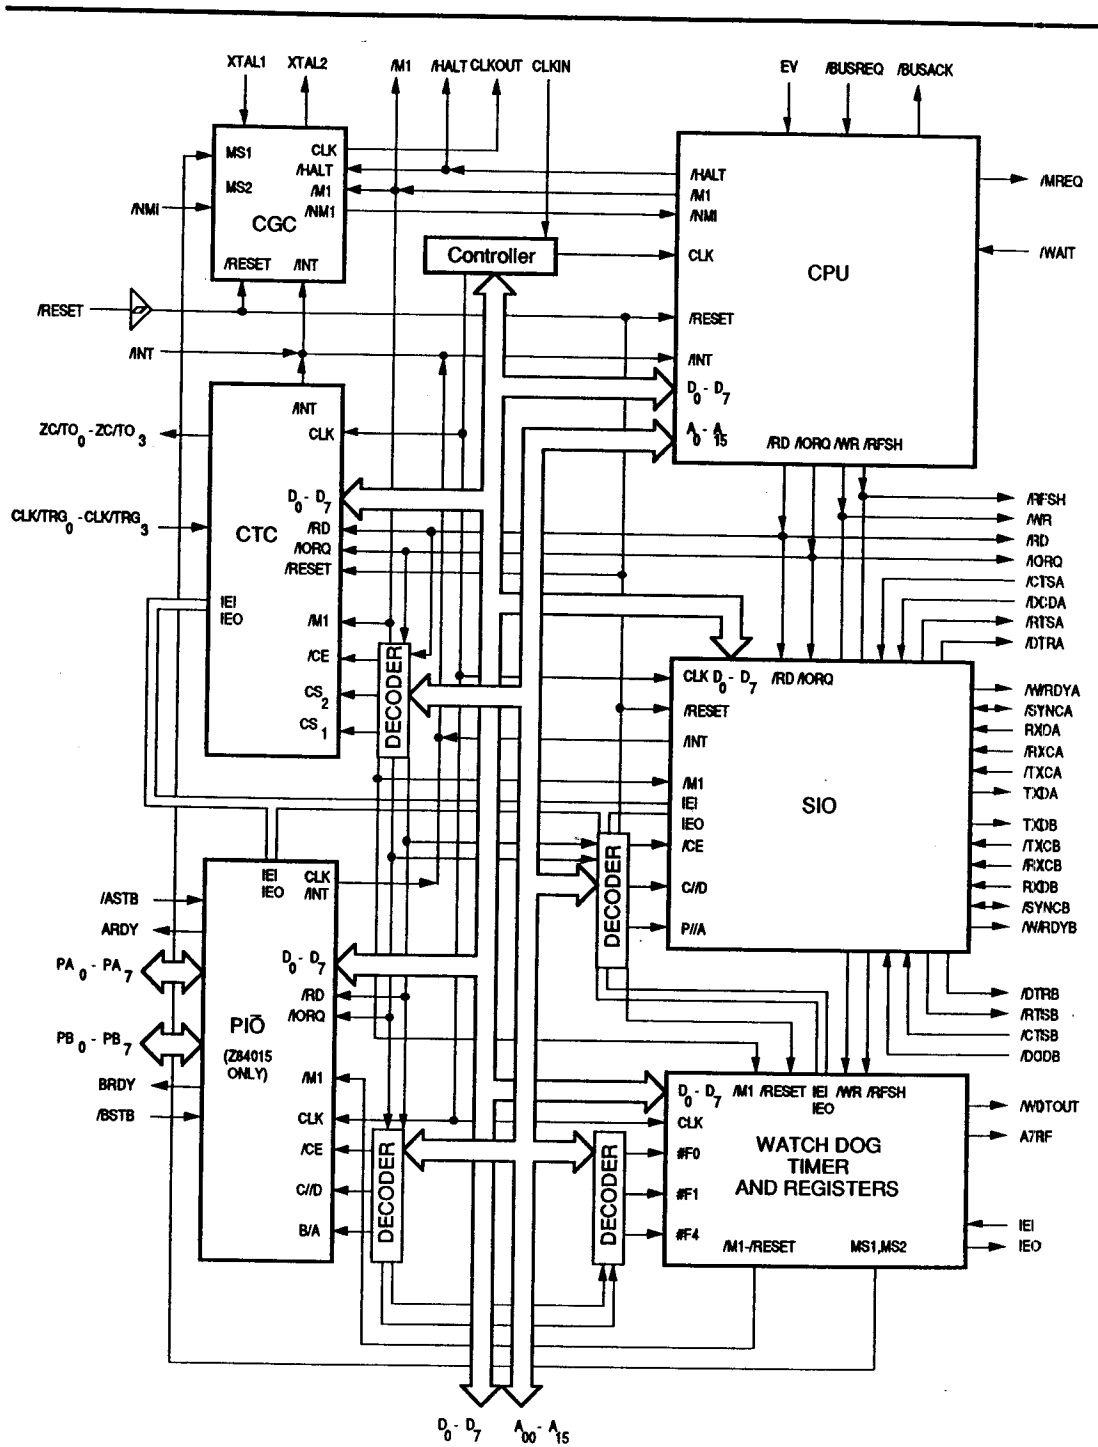 XTAL1 XTAL2 /M1 /HALT CLKOUT CLKIN EV /BUSREQ /BUSACK
MS1 CLK
/HALT
MS2 /M1
/NMI /NM1
CGC
/RESET /INT
Controller
/HALT
/M1
/NMI
CLK
CPU
/MREQ
/WAIT
/RESET
/INT
/RESET
/INT
D0 - D7
A0 - A15
/RD /IORQ /WR /RFSH
/INT
ZC/TO0 - ZC/TO3
CLK
D0 - D7
CLK/TRG0 - CLK/TRG3
CTC
/RD
/IORQ
/RESET
IEI
IEO
/M1
/CE
CS2
CS1
DECODER
/RFSH
/WR
/RD
/IORQ
/CTSA
/DCDA
/RTSA
/DTRA
CLK D0 - D7 /RD /IORQ
/RESET
/INT
/M1
IEI
IEO
/CE
C//D
P//A
SIO
/W/RDYA
/SYNCA
RXDA
/RXCA
/TXCA
TXDA
TXDB
/TXCB
/RXCB
RXDB
/SYNCB
/W/RDYB
DECODER
/DTRB
/RTSB
/CTSB
/DCDB
IEI CLK
IEO /INT
/ASTB
ARDY
PA0 - PA7
D0 - D7
/RD
/IORQ
PIO
(Z84015
ONLY)
PB0 - PB7
BRDY
/BSTB
/M1
CLK
/CE
C//D
B/A
DECODER
DECODER
D0 - D7 /M1 /RESET IEI /WR /RFSH
IEO
CLK
#F0
#F1
#F4
WATCH DOG
TIMER
AND REGISTERS
/M1-/RESET MS1,MS2
/WDTOUT
A7RF
IEI
IEO
D0 - D7 A00 - A15